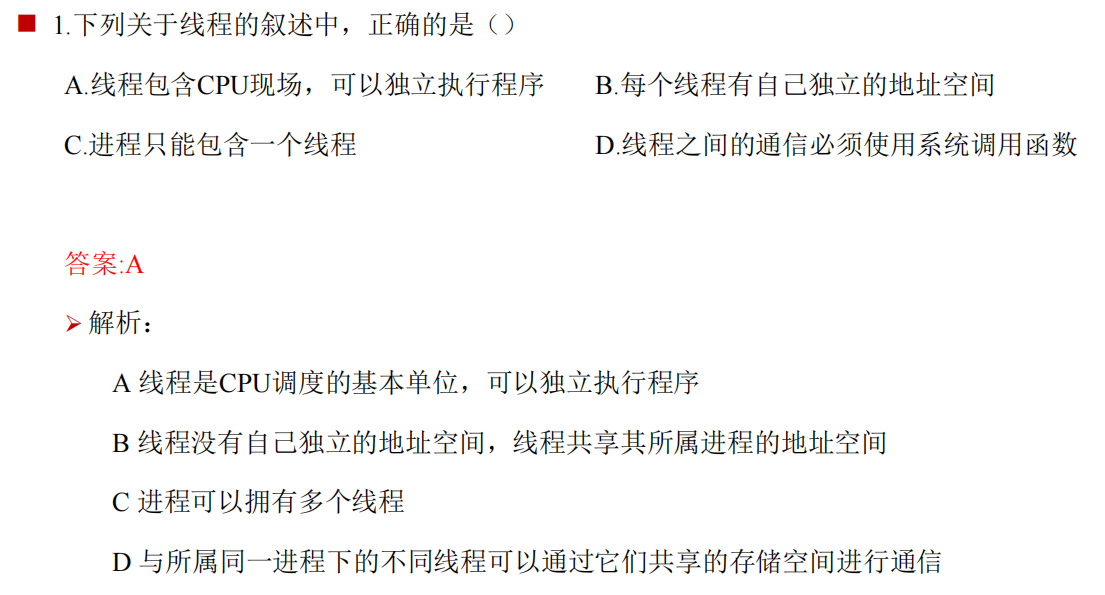 1.下列关于线程的叙述中，正确的是（）
A.线程包含CPU现场，可以独立执行程序 B.每个线程有自己独立的地址空间
C.进程只能包含一个线程 D.线程之间的通信必须使用系统调用函数
答案:A
解析：
A 线程是CPU调度的基本单位，可以独立执行程序
B 线程没有自己独立的地址空间，线程共享其所属进程的地址空间
C 进程可以拥有多个线程
D 与所属同一进程下的不同线程可以通过它们共享的存储空间进行通信